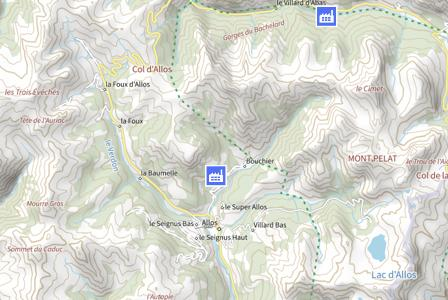 le Villard d'Abas
Gorges du Bachelard
Col d'Allos
la Foux d'Allos
les Trois Evêchés
le Cimet
Tête de l'Auriac
la Foux
le Verdon
Bouchier
MONT PELAT
le Trou de l'A
Col de la
la Baumelle
Mourre Gros
le Super Allos
le Seignus Bas
Allos
Villard Bas
le Seignus Haut
Sommet du Caduc
Lac d'Allos
l'Autapie